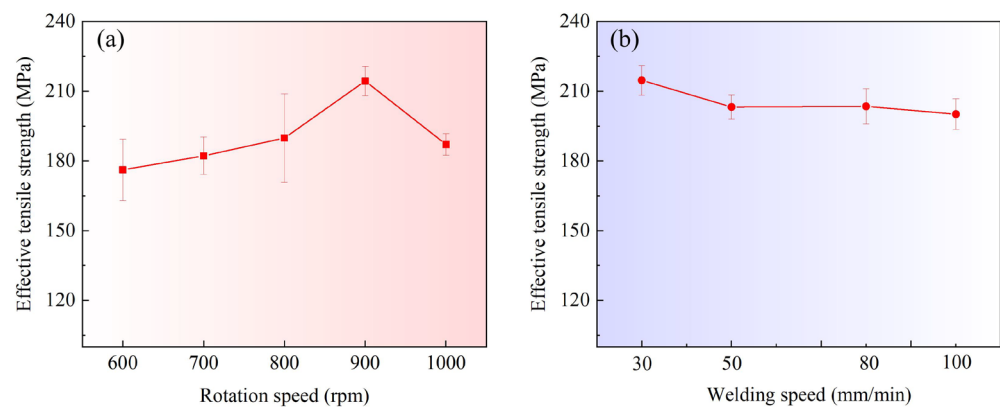 (a)
Effective tensile strength (MPa)
240
210
180
150
120
600 700 800 900 1000
Rotation speed (rpm)
(b)
Effective tensile strength (MPa)
240
210
180
150
120
30 50 80 100
Welding speed (mm/min)